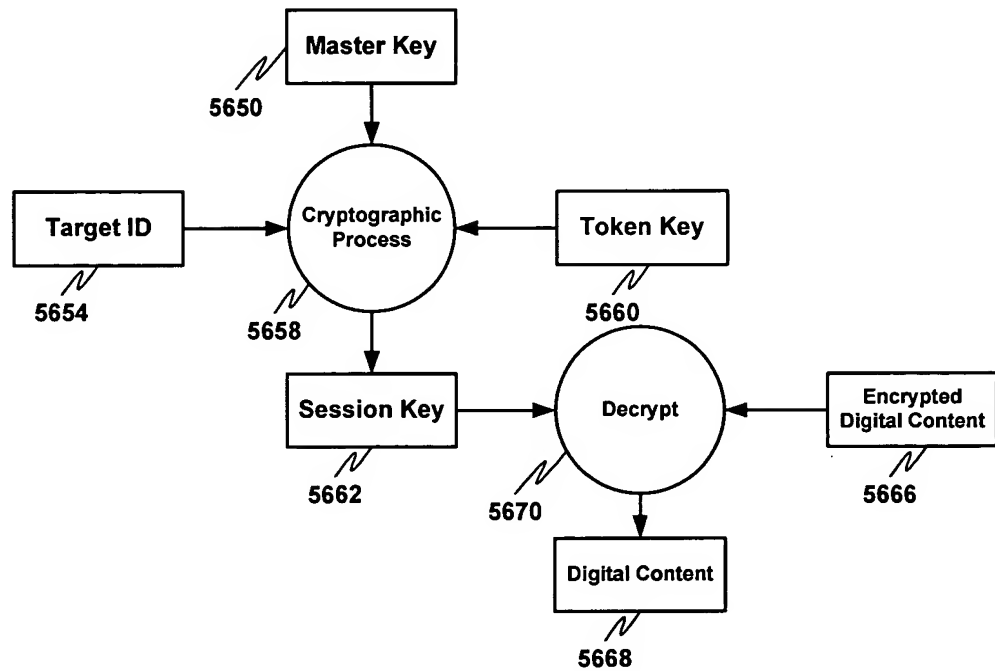 Master Key
5650
Target ID
5654
Cryptographic
Process
5658
Token Key
5660
Session Key
5662
Decrypt
5670
Encrypted
Digital Content
5666
Digital Content
5668